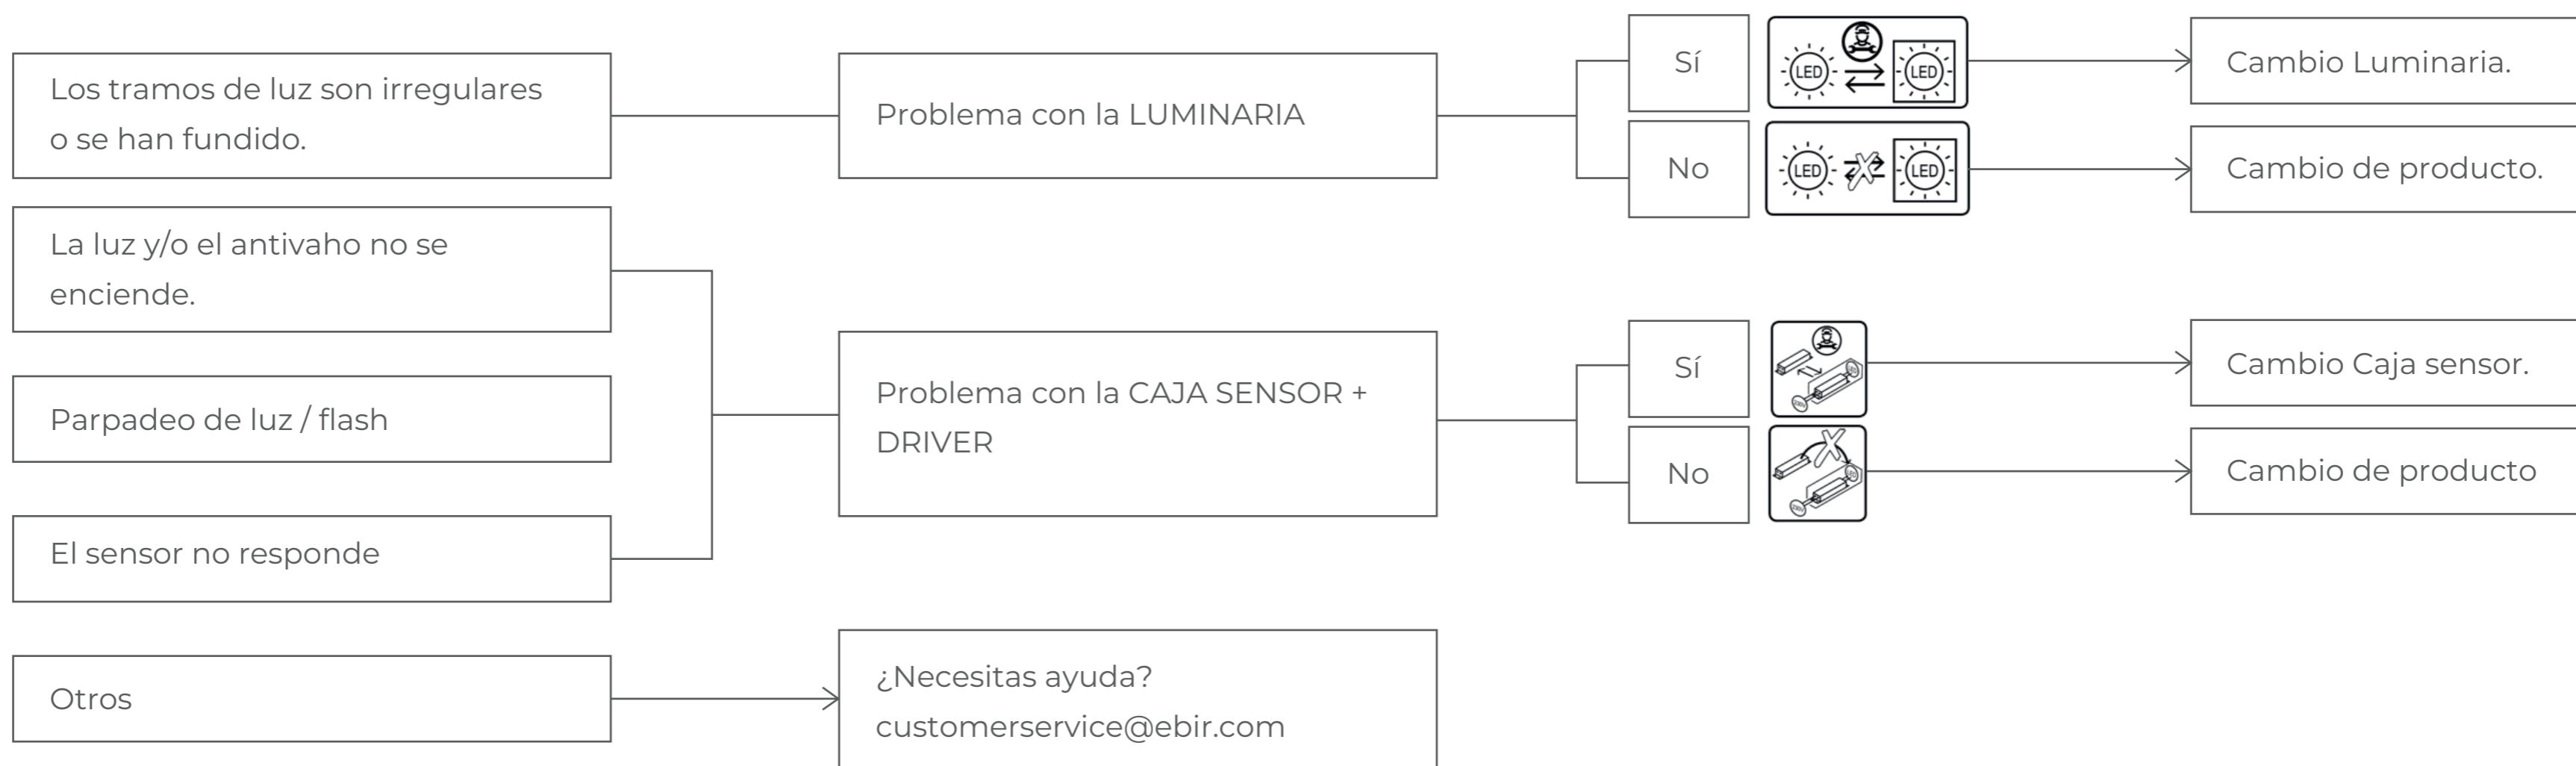 Los tramos de luz son irregulares
o se han fundido.
Problema con la LUMINARIA
Sí
LED
LED
Cambio Luminaria.
No
LED
LED
Cambio de producto.
La luz y/o el antivaho no se
enciende.
Parpadeo de luz / flash
El sensor no responde
Problema con la CAJA SENSOR +
DRIVER
Sí
Cambio Caja sensor.
No
Cambio de producto
Otros
¿Necesitas ayuda?
customerservice@ebir.com